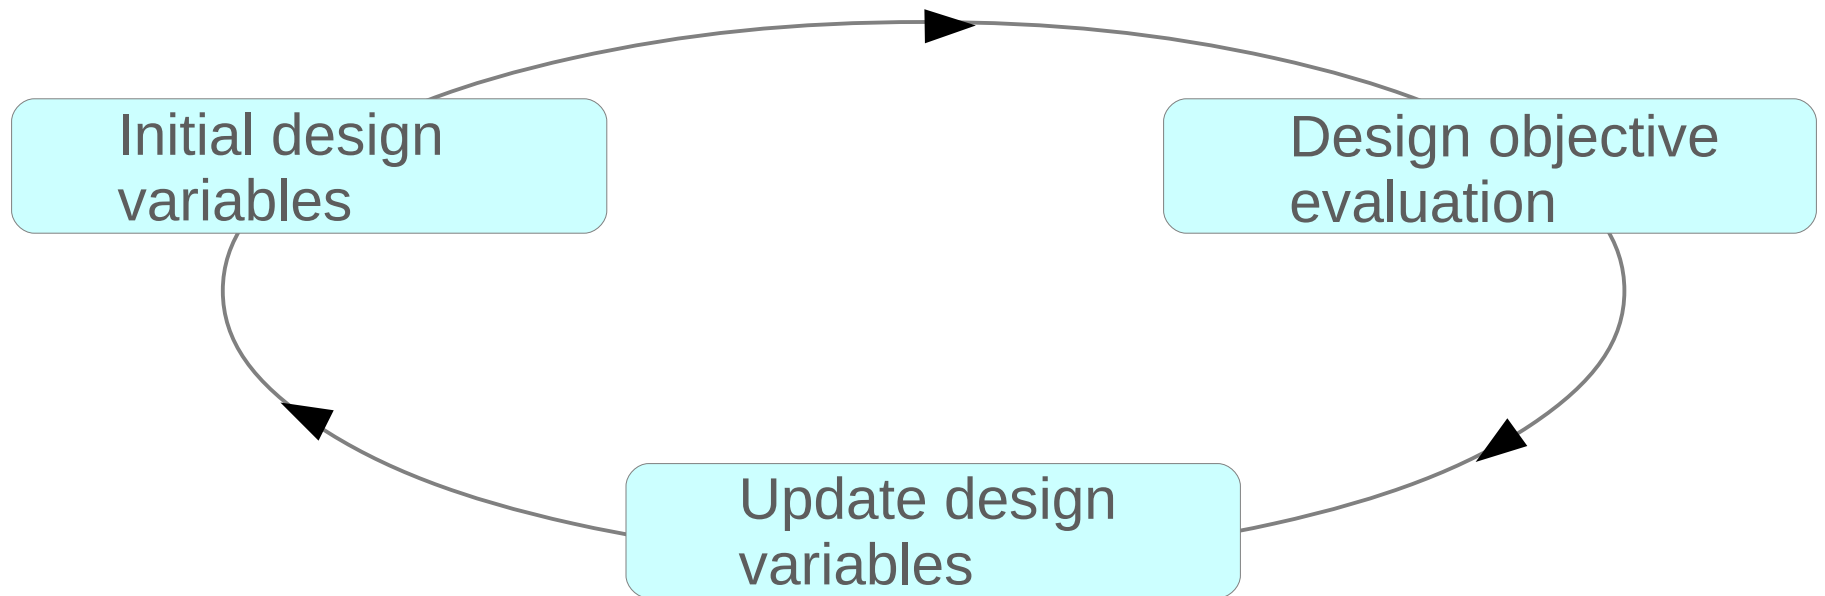 Initial design
variables
Design objective
evaluation
Update design
variables